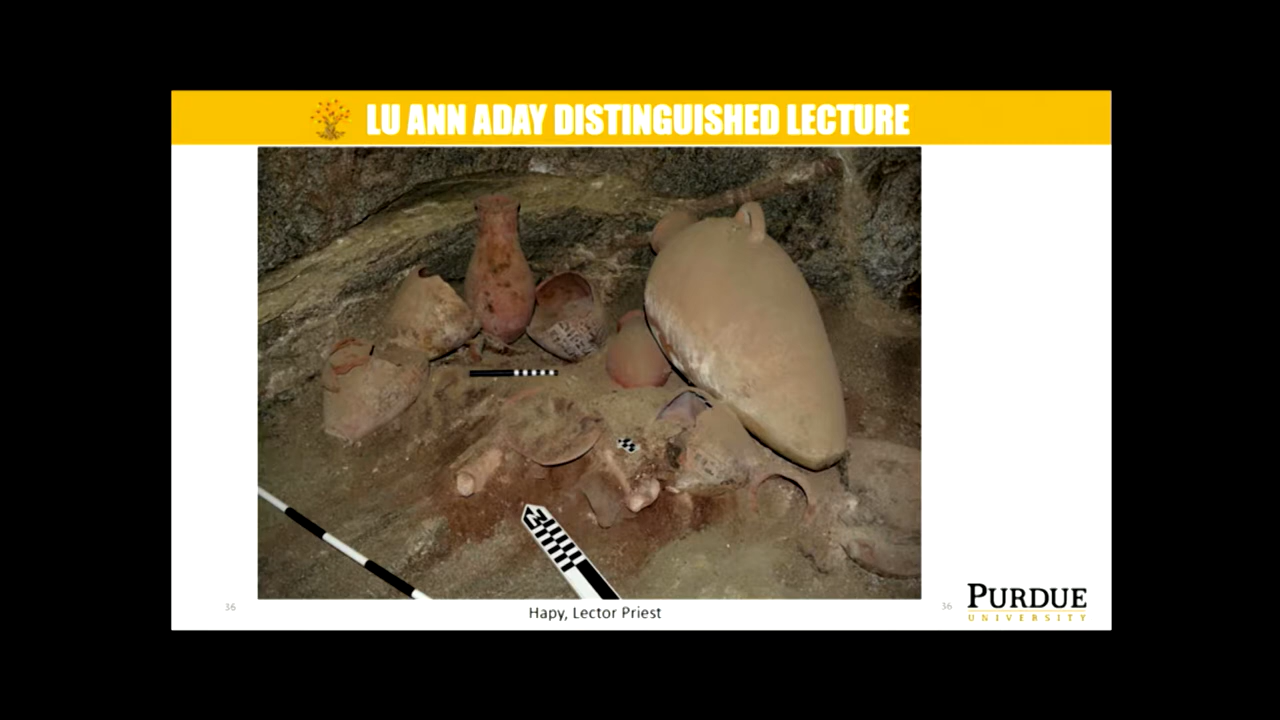 LU ANN ADAY DISTINGUISHED LECTURE
36
Hapy, Lector Priest
36
PURDUE
UNIVERSITY